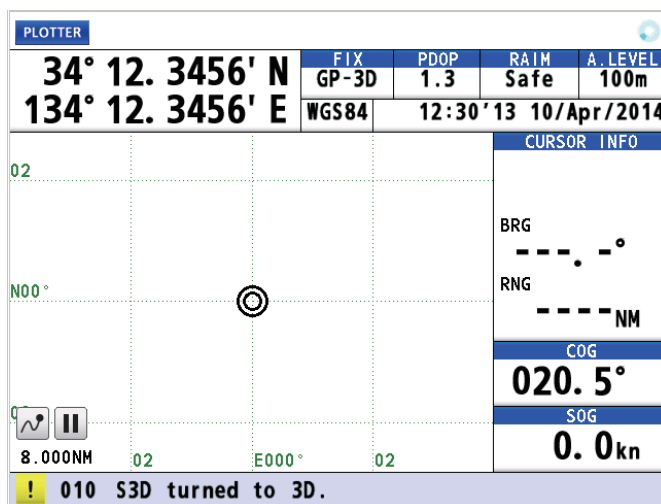 PLOTTER
34° 12. 3456' N
134° 12. 3456' E
FIX PDOP RAIM A.LEVEL
GP-3D 1.3 Safe 100m
WGS84 12:30'13 10/Apr/2014
CURSOR INFO
02
BRG
---. -°
N00°
RNG
----NM
COG
020. 5°
SOG
0. 0kn
8.000NM 02 E000° 02
! 010 S3D turned to 3D.